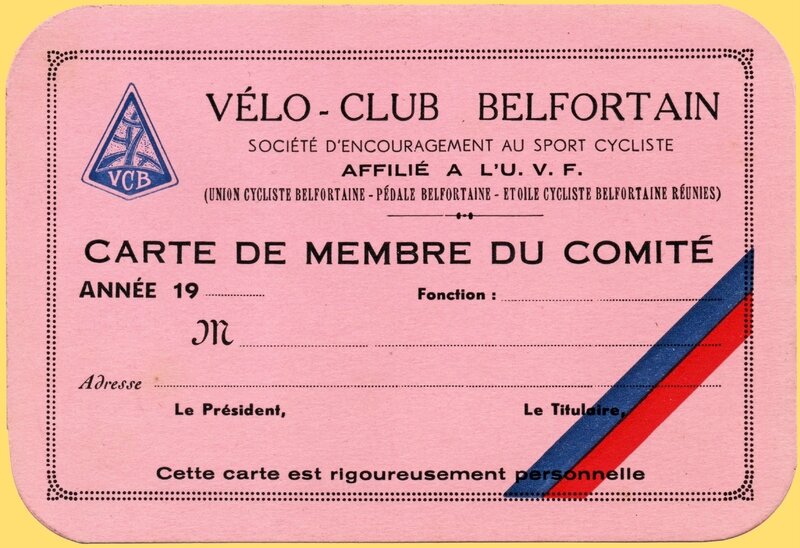 VCB
VÉLO-CLUB BELFORTAIN
SOCIÉTÉ D'ENCOURAGEMENT AU SPORT CYCLISTE
AFFILIÉ A L'U. V. F.
(UNION CYCLISTE BELFORTAINE - PÉDALE BELFORTAINE - ETOILE CYCLISTE BELFORTAINE RÉUNIES)
CARTE DE MEMBRE DU COMITÉ
ANNÉE 19 Fonction :
M
Adresse
Le Président, Le Titulaire,
Cette carte est rigoureusement personnelle